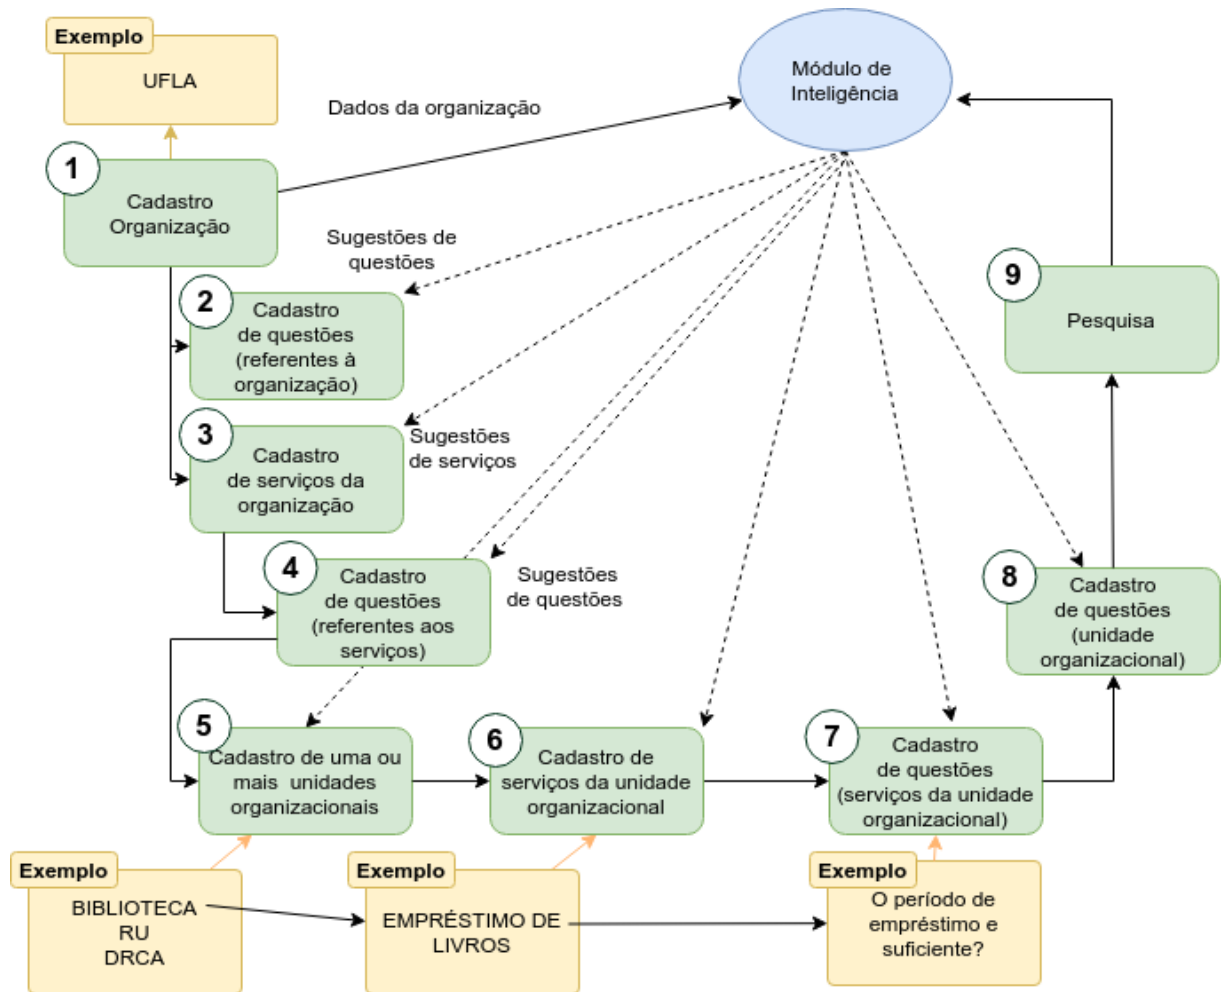 Exemplo
UFLA
Módulo de
Inteligência
Dados da organização
1
Cadastro
Organização
Sugestões de
questões
2
Cadastro
de questões
(referentes à
organização)
9
Pesquisa
3
Cadastro
de serviços da
organização
Sugestões
de serviços
4
Cadastro
de questões
(referentes aos
serviços)
Sugestões
de questões
8
Cadastro
de questões
(unidade
organizacional)
5
Cadastro de uma ou
mais unidades
organizacionais
6
Cadastro de
serviços da unidade
organizacional
7
Cadastro
de questões
(serviços da unidade
organizacional)
Exemplo
BIBLIOTECA
RU
DRCA
Exemplo
EMPRÉSTIMO DE
LIVROS
Exemplo
O período de
empréstimo e
suficiente?